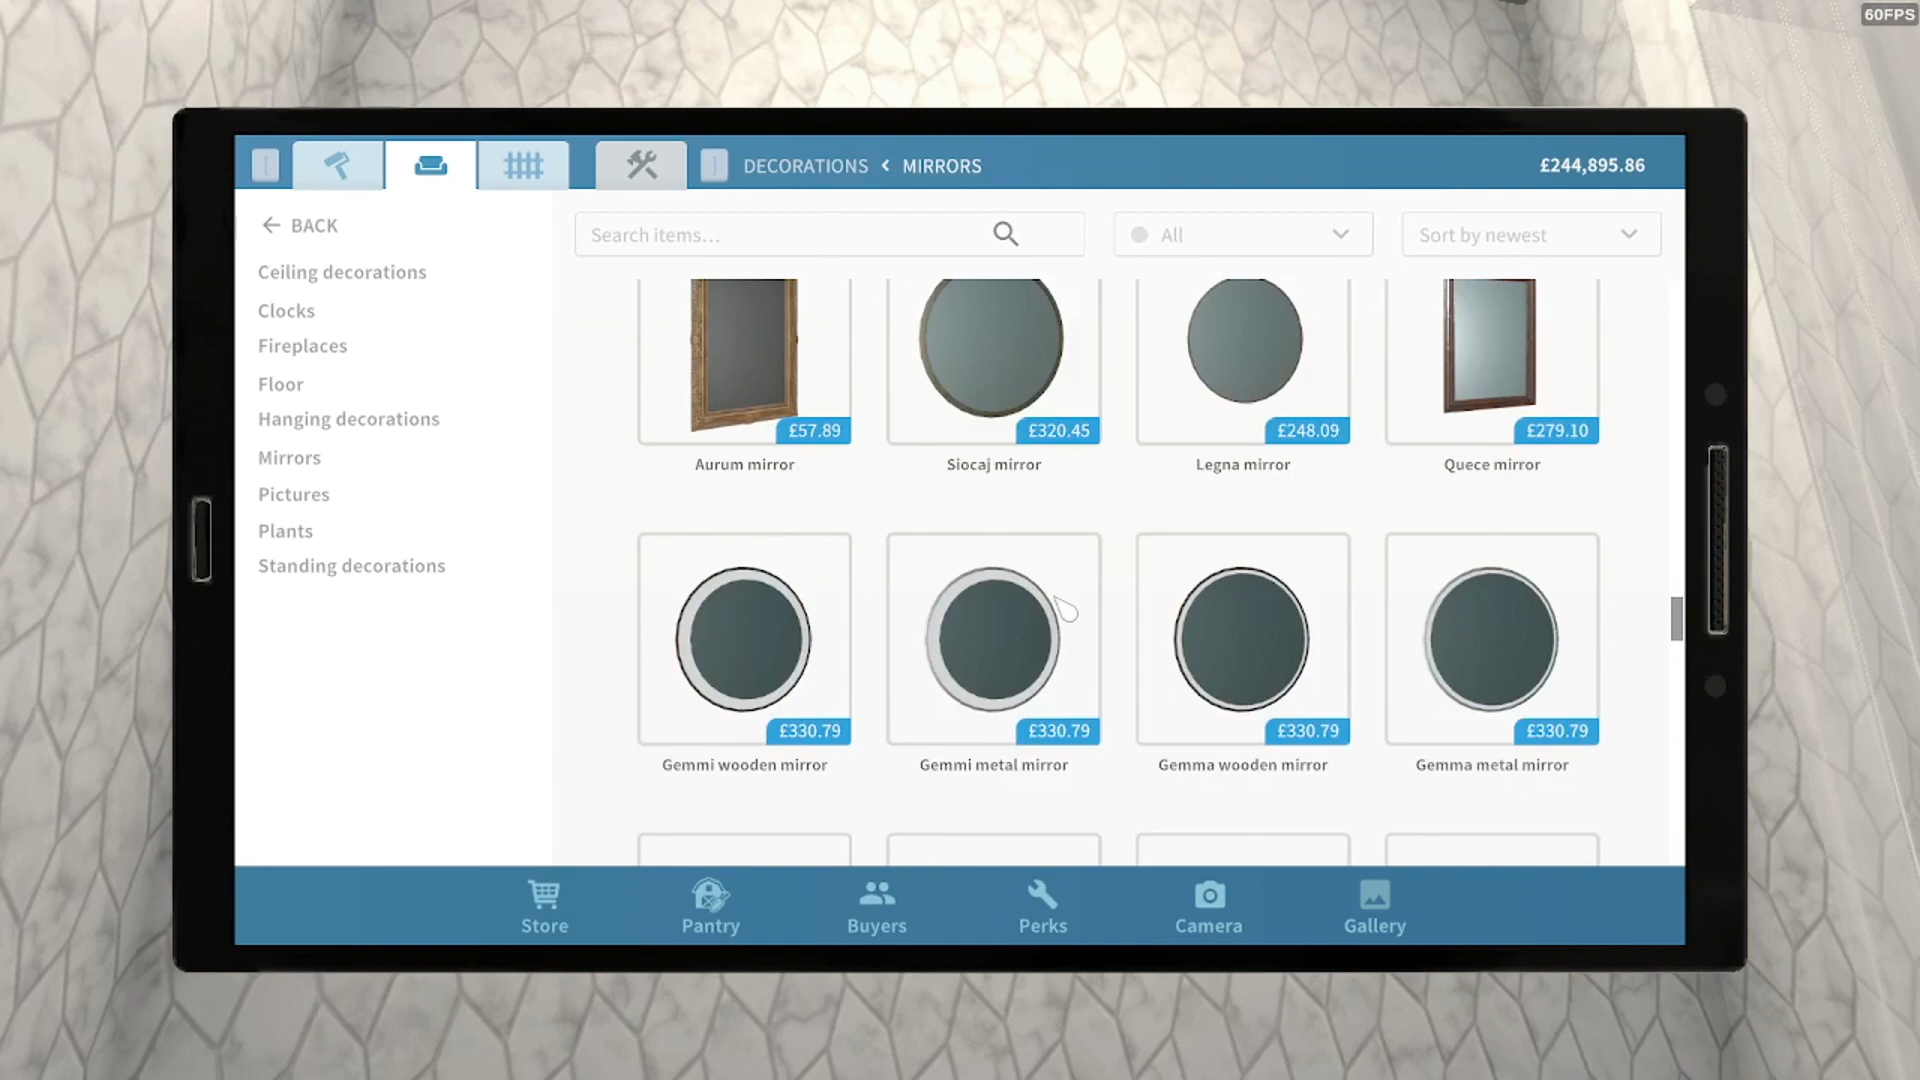 60FPS
DECORATIONS < MIRRORS
£244,895.86
BACK
Ceiling decorations
Clocks
Fireplaces
Floor
Hanging decorations
Mirrors
Pictures
Plants
Standing decorations
Search items...
All
Sort by newest
£57.89
£320.45
£248.09
£279.10
Aurum mirror
Siocaj mirror
Legna mirror
Quece mirror
£330.79
£330.79
£330.79
£330.79
Gemmi wooden mirror
Gemmi metal mirror
Gemma wooden mirror
Gemma metal mirror
Store
Pantry
Buyers
Perks
Camera
Gallery